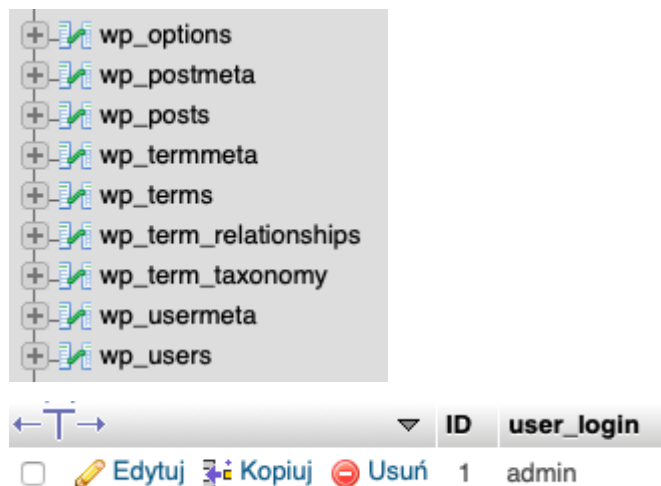 wp_options
wp_postmeta
wp_posts
wp_termmeta
wp_terms
wp_term_relationships
wp_term_taxonomy
wp_usermeta
wp_users
←T→ ▼ ID user_login
Edytuj Kopiuj Usuń 1 admin